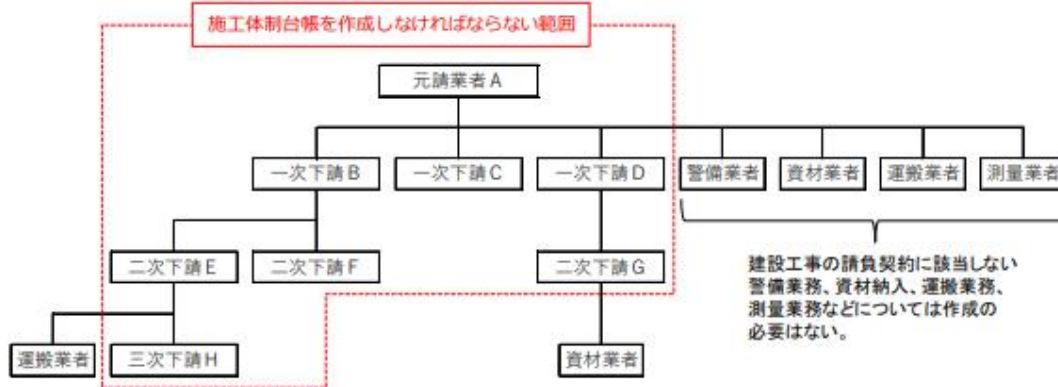 施工体制台帳を作成しなければならない範囲
元請業者A
一次下請B
一次下請C
一次下請D
警備業者
資材業者
運搬業者
測量業者
二次下請E
二次下請F
二次下請G
建設工事の請負契約に該当しない
警備業務、資材納入、運搬業務、
測量業務などについては作成の
必要はない。
運搬業者
三次下請H
資材業者